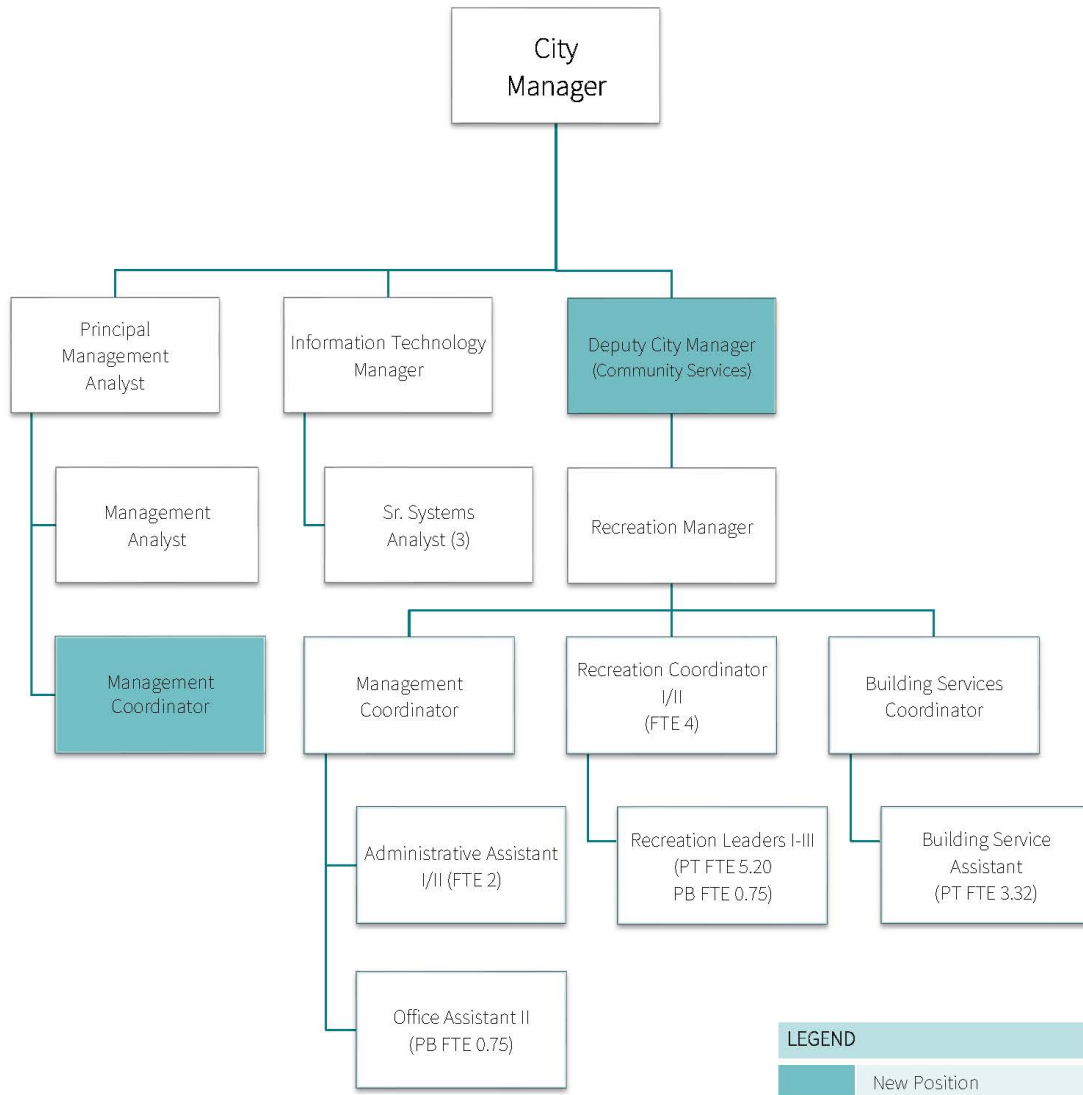 City
Manager
Principal
Management
Analyst
Information Technology
Manager
Deputy City Manager
(Community Services)
Management
Analyst
Sr. Systems
Analyst (3)
Recreation Manager
Management
Coordinator
Management
Coordinator
Recreation Coordinator
I/II
(FTE 4)
Building Services
Coordinator
Administrative Assistant
I/II (FTE 2)
Recreation Leaders I-III
(PT FTE 5.20
PB FTE 0.75)
Building Service
Assistant
(PT FTE 3.32)
Office Assistant II
(PB FTE 0.75)
LEGEND
New Position